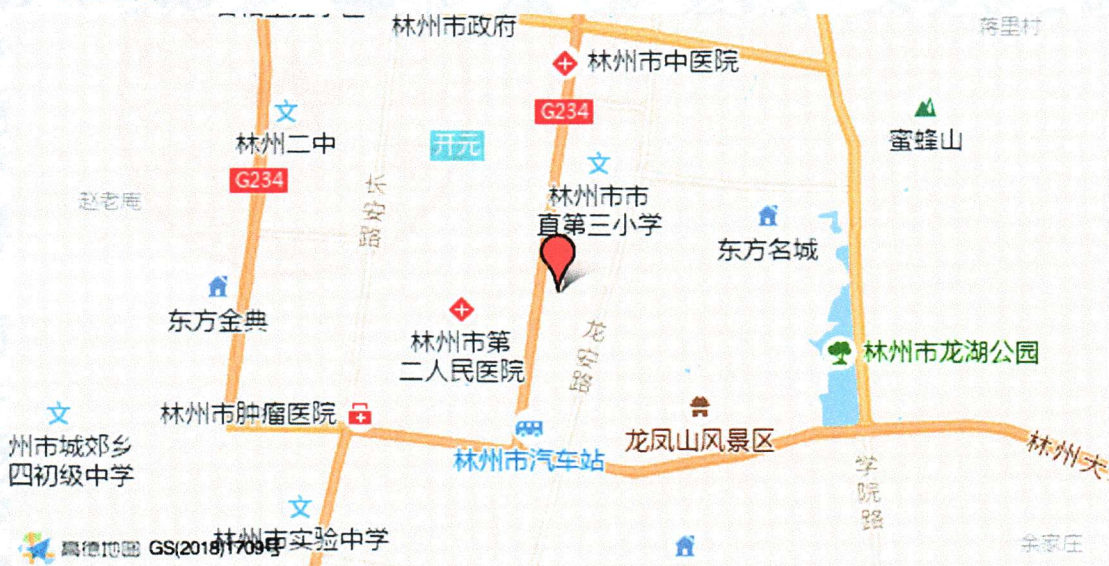 林州市政府
蒋里村
林州市中医院
G234
文
林州二中
开元
文
蜜蜂山
G234
赵老庵
长安路
林州市市
直第三小学
东方名城
东方金典
林州市第
二人民医院
龙安路
林州市龙湖公园
文
林州市肿瘤医院
州市城郊乡
四初级中学
龙凤山风景区
林州市汽车站
林州大
学院路
文
林州市实验中学
高德地图 GS(2018)1709号
余家庄